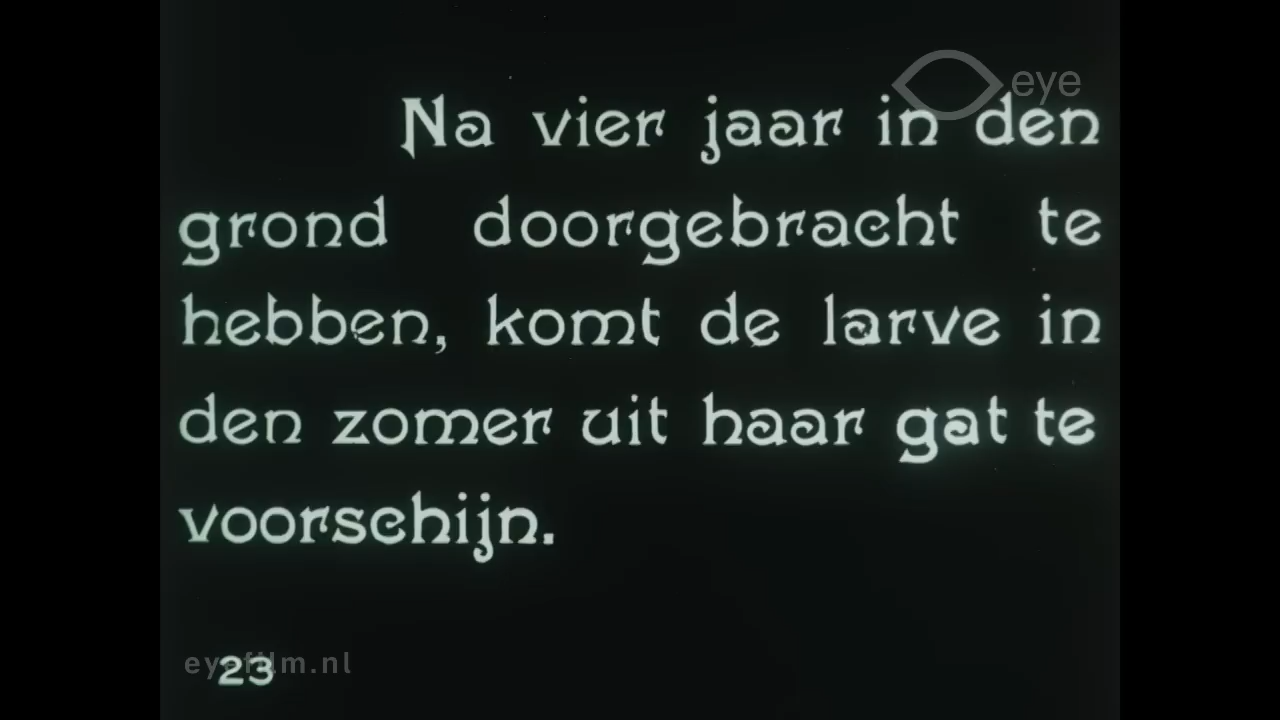 eye
Na vier jaar in den
grond doorgebracht te
hebben, komt de larve in
den zomer uit haar gat te
voorschijn.
eyefilm.nl
23